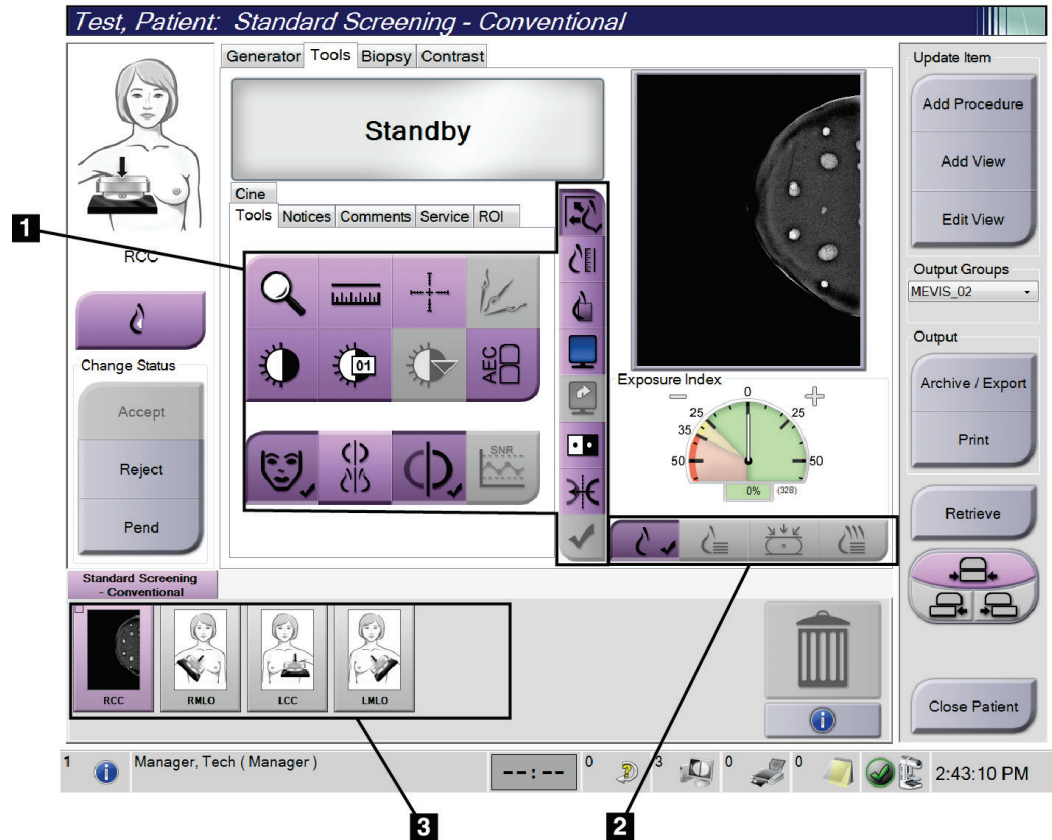 Test, Patient: Standard Screening - Conventional
Generator Tools Biopsy Contrast
Standby
Cine
Tools Notices Comments Service ROI
1
RCC
01
AEC
SNR
Change Status
Accept
Reject
Pend
Exposure Index
0
25 25
35
50 50
0% (328)
Update Item
Add Procedure
Add View
Edit View
Output Groups
MEVIS_02
Output
Archive / Export
Print
Retrieve
Close Patient
Standard Screening
- Conventional
RCC RMLO LCC LMLO
1 Manager, Tech ( Manager ) --:-- 0 3 0 0 2:43:10 PM
3 2